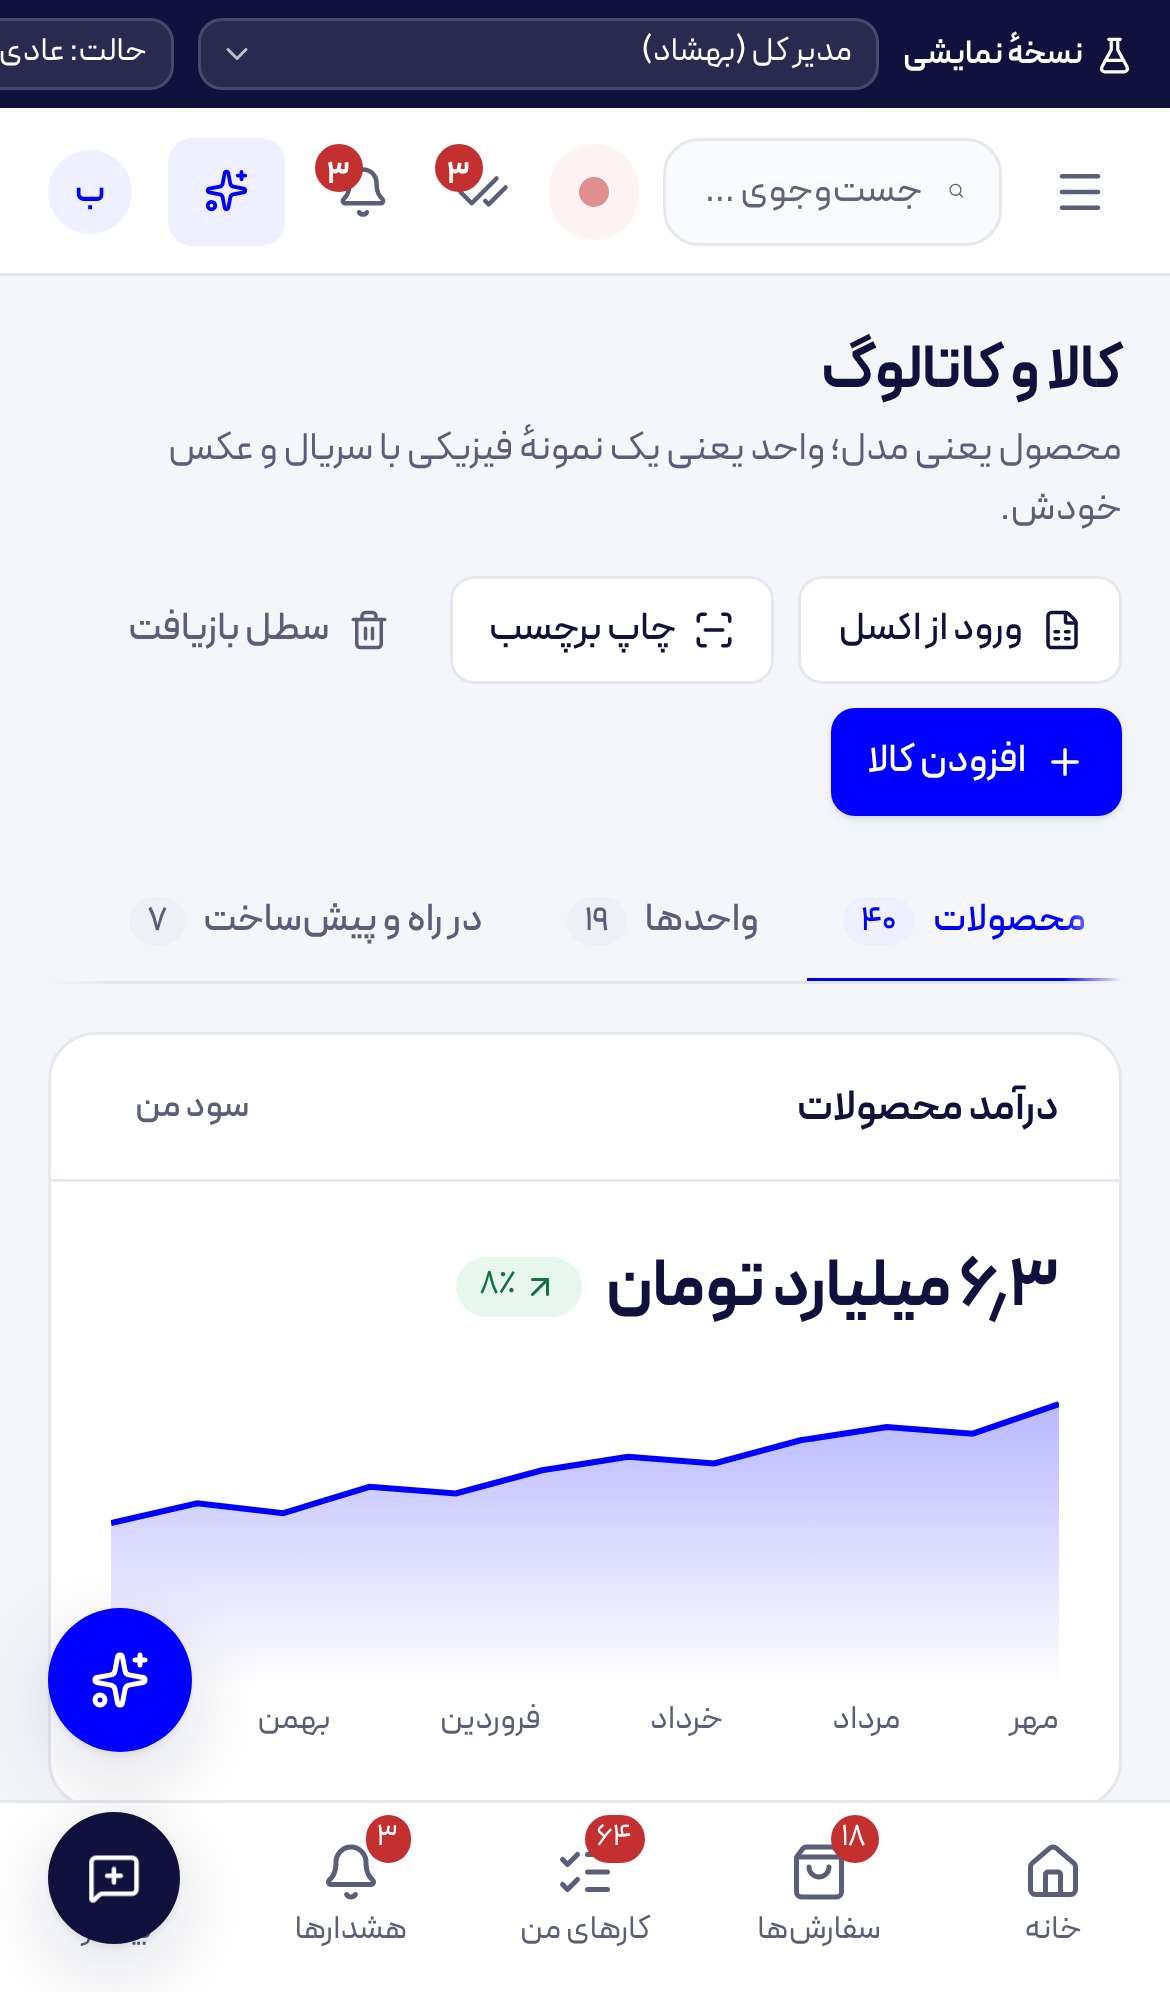 نسخهٔ نمایشی
مدیر کل (بهشاد)
حالت: عادی
جست‌وجوی ...
۳
۳
ب
کالا و کاتالوگ
محصول یعنی مدل؛ واحد یعنی یک نمونهٔ فیزیکی با سریال و عکس
خودش.
ورود از اکسل
چاپ برچسب
سطل بازیافت
افزودن کالا
محصولات ۴۰
واحدها ۱۹
در راه و پیش‌ساخت ۷
درآمد محصولات
سود من
۶٫۳ میلیارد تومان
۸٪
مهر
مرداد
خرداد
فروردین
بهمن
۱۸
۶۴
۳
خانه
سفارش‌ها
کارهای من
هشدارها